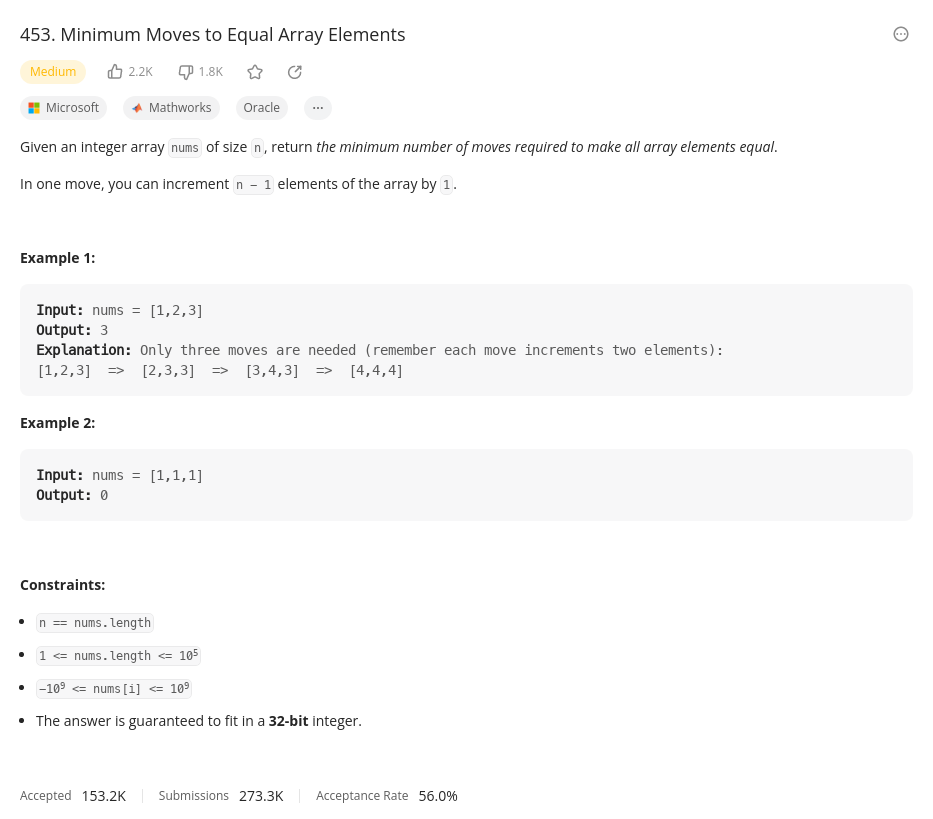 453. Minimum Moves to Equal Array Elements
Medium 2.2K 1.8K
Microsoft Mathworks Oracle ...
Given an integer array nums of size n, return the minimum number of moves required to make all array elements equal.
In one move, you can increment n - 1 elements of the array by 1.
Example 1:
Input: nums = [1,2,3]
Output: 3
Explanation: Only three moves are needed (remember each move increments two elements):
[1,2,3] => [2,3,3] => [3,4,3] => [4,4,4]
Example 2:
Input: nums = [1,1,1]
Output: 0
Constraints:
• n == nums.length
• 1 <= nums.length <= 10⁵
• −10⁹ <= nums[i] <= 10⁹
• The answer is guaranteed to fit in a 32-bit integer.
Accepted 153.2K Submissions 273.3K Acceptance Rate 56.0%